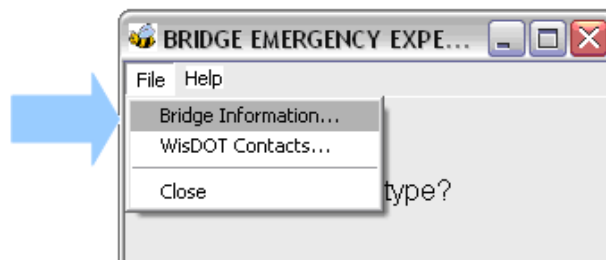 BRIDGE EMERGENCY EXPE...
File Help
Bridge Information...
WisDOT Contacts...
Close
type?